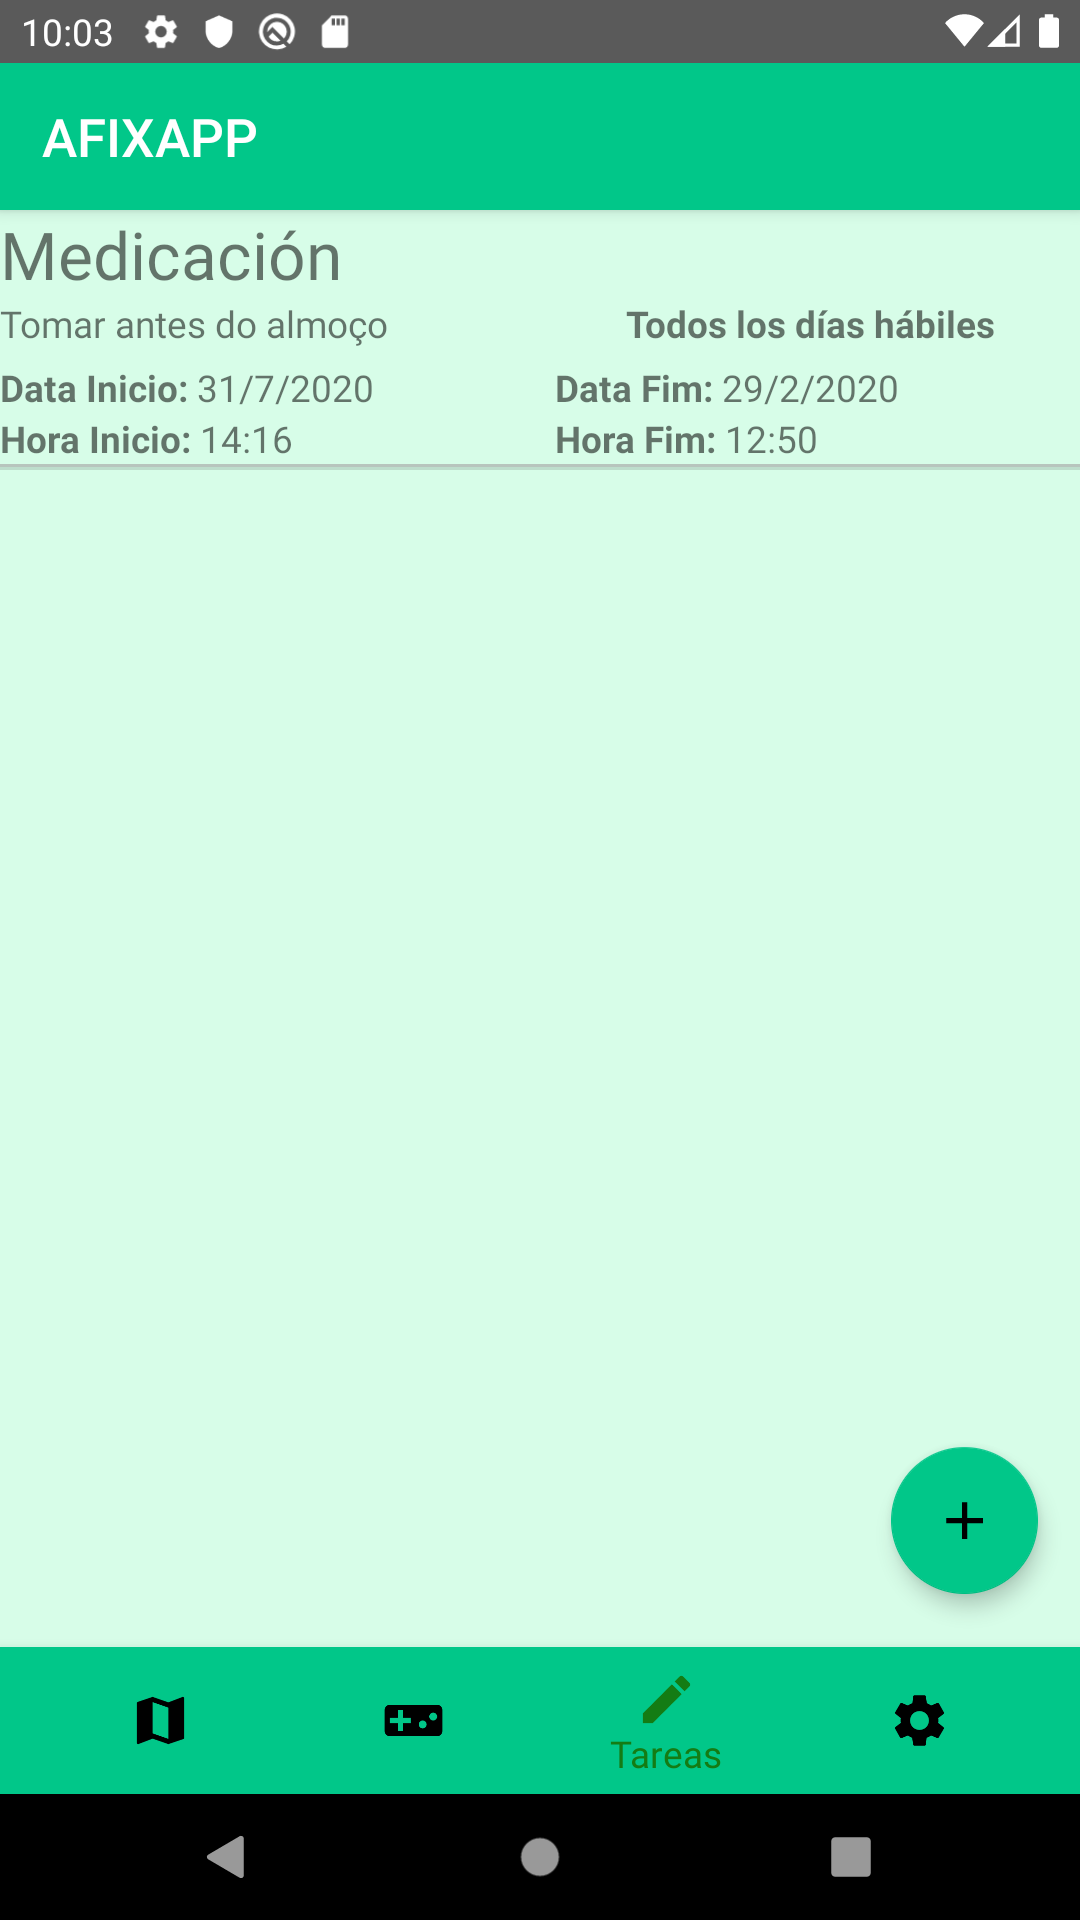 10:03
AFIXAPP
Medicación
Tomar antes do almoço Todos los días hábiles
Data Inicio: 31/7/2020 Data Fim: 29/2/2020
Hora Inicio: 14:16 Hora Fim: 12:50
Tareas